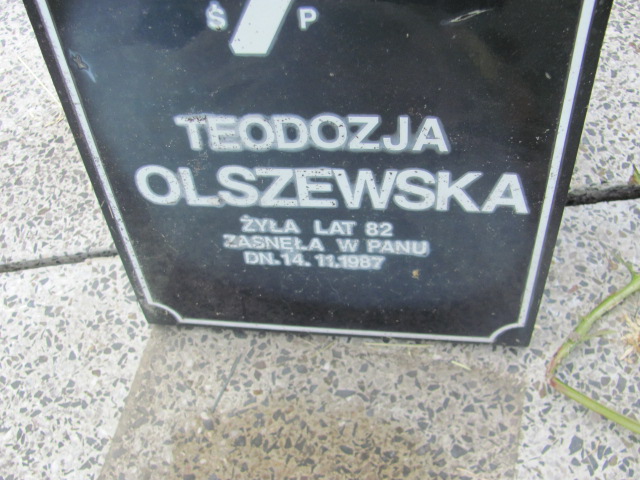 Ś P
TEODOZJA
OLSZEWSKA
ŻYŁA LAT 82
ZASNĘŁA W PANU
DN. 14. 11.1987